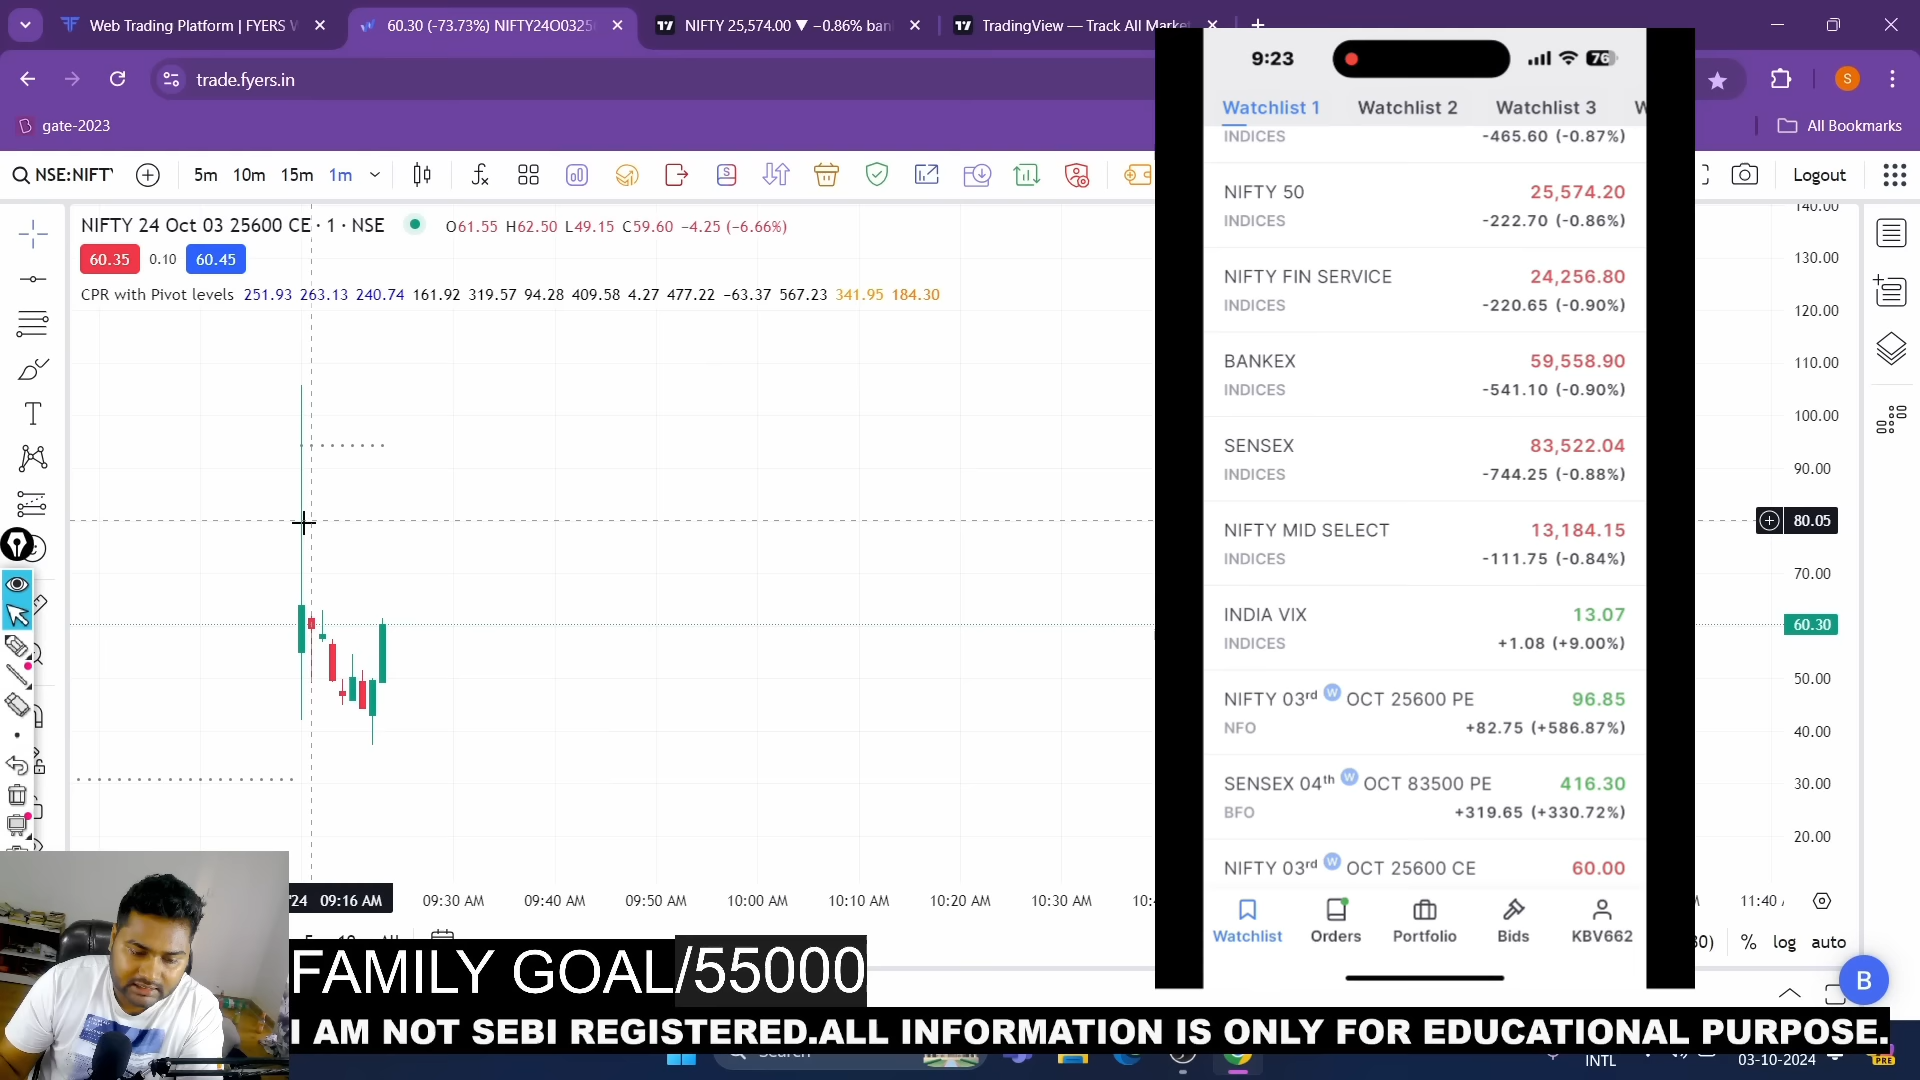 Web Trading Platform | FYERS W
60.30 (-73.73%) NIFTY24O0325
NIFTY 25,574.00 ▼ −0.86% ban
TradingView — Track All Market
trade.fyers.in
S
gate-2023
All Bookmarks
NSE:NIFTY
5m 10m 15m 1m
Logout
NIFTY 24 Oct 03 25600 CE · 1 · NSE
O61.55 H62.50 L49.15 C59.60 −4.25 (−6.66%)
60.35 0.10 60.45
CPR with Pivot levels 251.93 263.13 240.74 161.92 319.57 94.28 409.58 4.27 477.22 −63.37 567.23 341.95 184.30
140.00
130.00
120.00
110.00
100.00
90.00
80.05
70.00
60.30
50.00
40.00
30.00
20.00
'24 09:16 AM
09:30 AM
09:40 AM
09:50 AM
10:00 AM
10:10 AM
10:20 AM
10:30 AM
11:40
% log auto
9:23
76
Watchlist 1 Watchlist 2 Watchlist 3
INDICES -465.60 (-0.87%)
NIFTY 50 25,574.20
INDICES -222.70 (-0.86%)
NIFTY FIN SERVICE 24,256.80
INDICES -220.65 (-0.90%)
BANKEX 59,558.90
INDICES -541.10 (-0.90%)
SENSEX 83,522.04
INDICES -744.25 (-0.88%)
NIFTY MID SELECT 13,184.15
INDICES -111.75 (-0.84%)
INDIA VIX 13.07
INDICES +1.08 (+9.00%)
NIFTY 03rd W OCT 25600 PE 96.85
NFO +82.75 (+586.87%)
SENSEX 04th W OCT 83500 PE 416.30
BFO +319.65 (+330.72%)
NIFTY 03rd W OCT 25600 CE 60.00
Watchlist Orders Portfolio Bids KBV662
B
FAMILY GOAL/55000
I AM NOT SEBI REGISTERED.ALL INFORMATION IS ONLY FOR EDUCATIONAL PURPOSE.
Search
INTL
03-10-2024
PRE